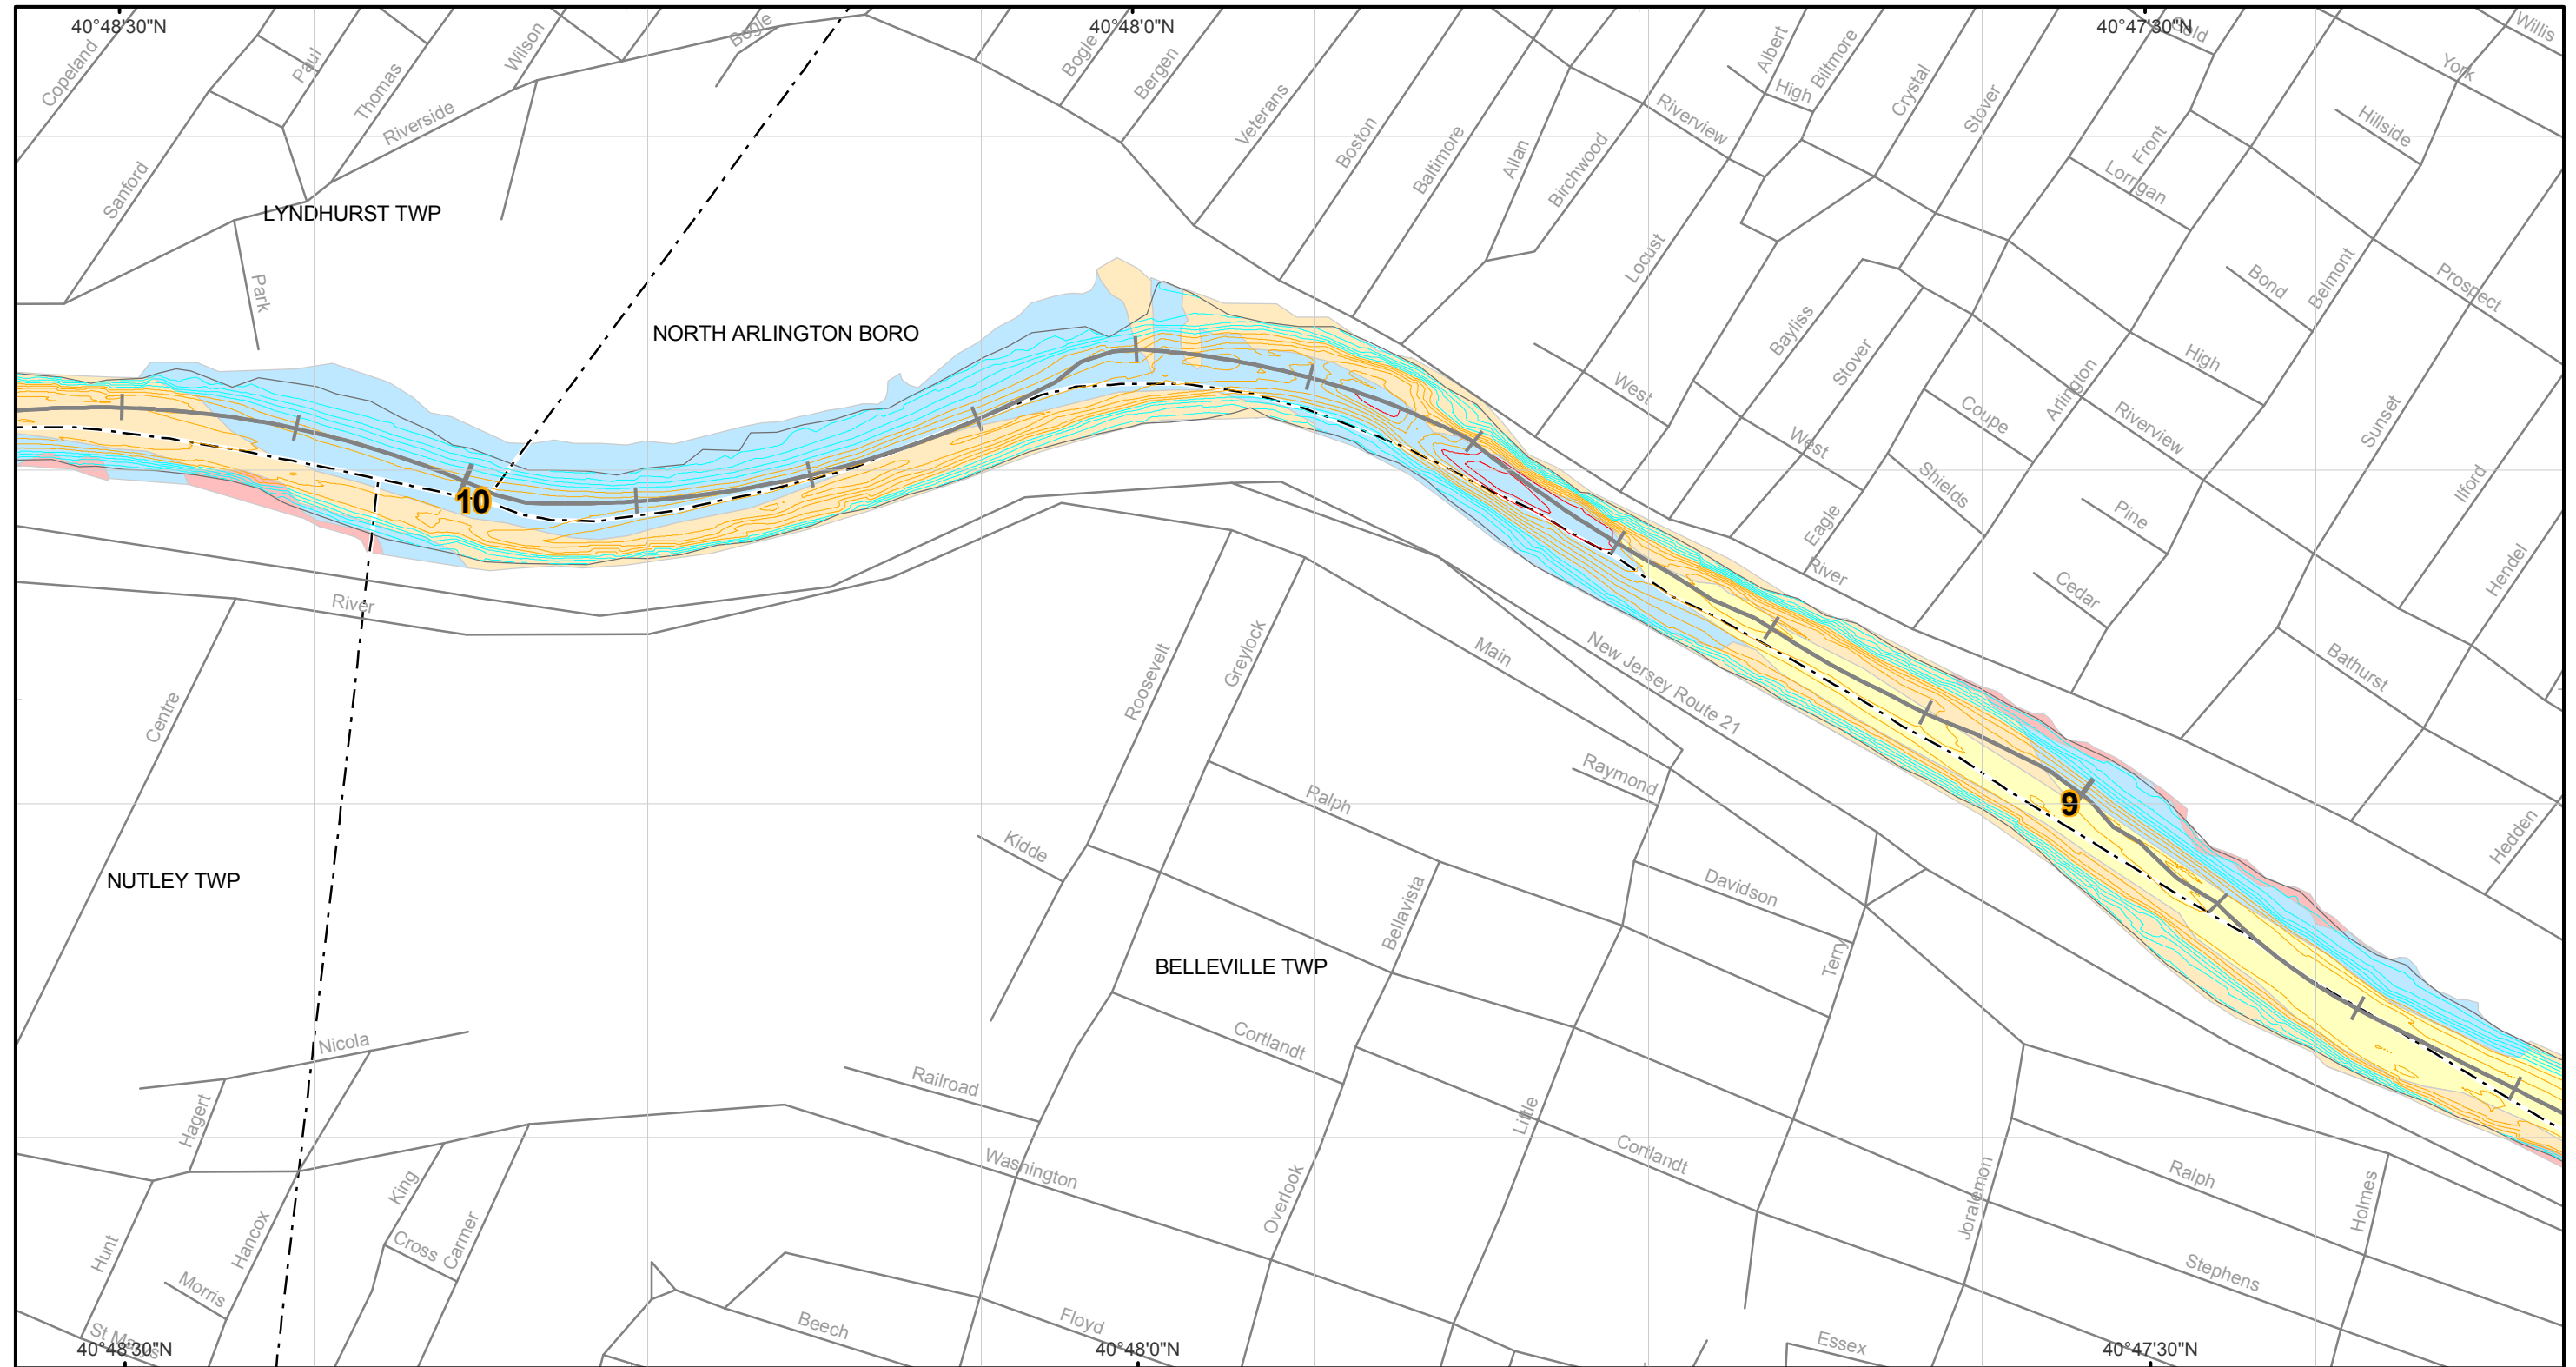 40°48'30"N
40°48'0"N
40°47'30"N
Copeland
Paul
Thomas
Wilson
Bogle
Bogle
Bergen
Veterans
Boston
Baltimore
Allan
Birchwood
Riverview
Albert
High
Biltmore
Crystal
Stover
Front
Lorrigan
Hillside
York
Willis
Sanford
Riverside
LYNDHURST TWP
Park
NORTH ARLINGTON BORO
Locust
West
Bayliss
Stover
West
Coupe
Shields
Eagle
River
Arlington
High
Riverview
Bond
Belmont
Prospect
Sunset
Ilford
Pine
Cedar
Hendel
Bathurst
Hedden
10
9
River
Centre
NUTLEY TWP
Roosevelt
Greylock
Main
New Jersey Route 21
Raymond
Ralph
Kidde
Bellavista
Davidson
Terry
BELLEVILLE TWP
Cortlandt
Nicola
Railroad
Hagert
Little
Cortlandt
Washington
Overlook
Joralemon
Ralph
Holmes
Stephens
King
Cross
Carmer
Hunt
Hancox
Morris
Beech
Floyd
Essex
40°48'30"N
40°48'0"N
40°47'30"N